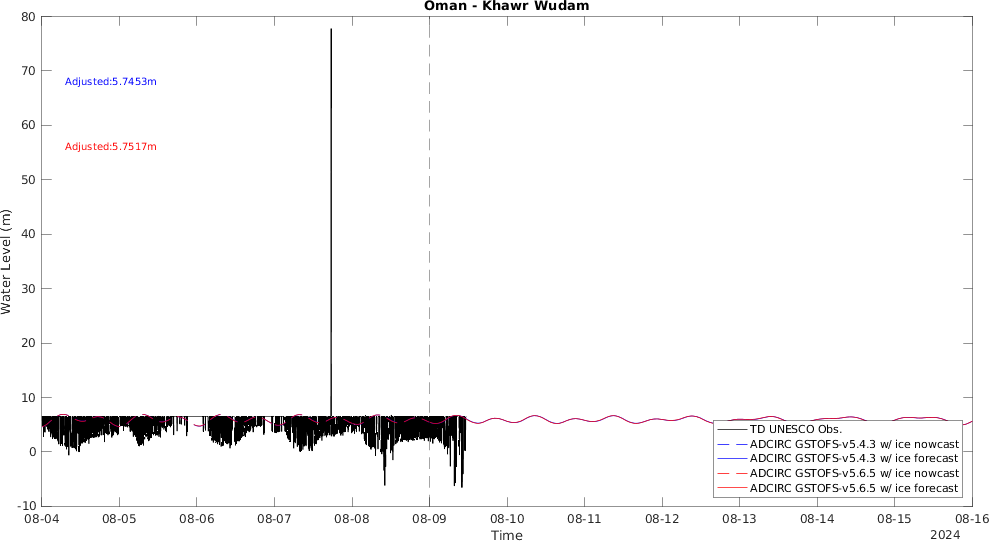 Oman - Khawr Wudam
80
70
60
50
40
30
20
10
0
-10
Water Level (m)
Adjusted:5.7453m
Adjusted:5.7517m
TD UNESCO Obs.
ADCIRC GSTOFS-v5.4.3 w/ ice nowcast
ADCIRC GSTOFS-v5.4.3 w/ ice forecast
ADCIRC GSTOFS-v5.6.5 w/ ice nowcast
ADCIRC GSTOFS-v5.6.5 w/ ice forecast
08-04 08-05 08-06 08-07 08-08 08-09 08-10 08-11 08-12 08-13 08-14 08-15 08-16
Time
2024